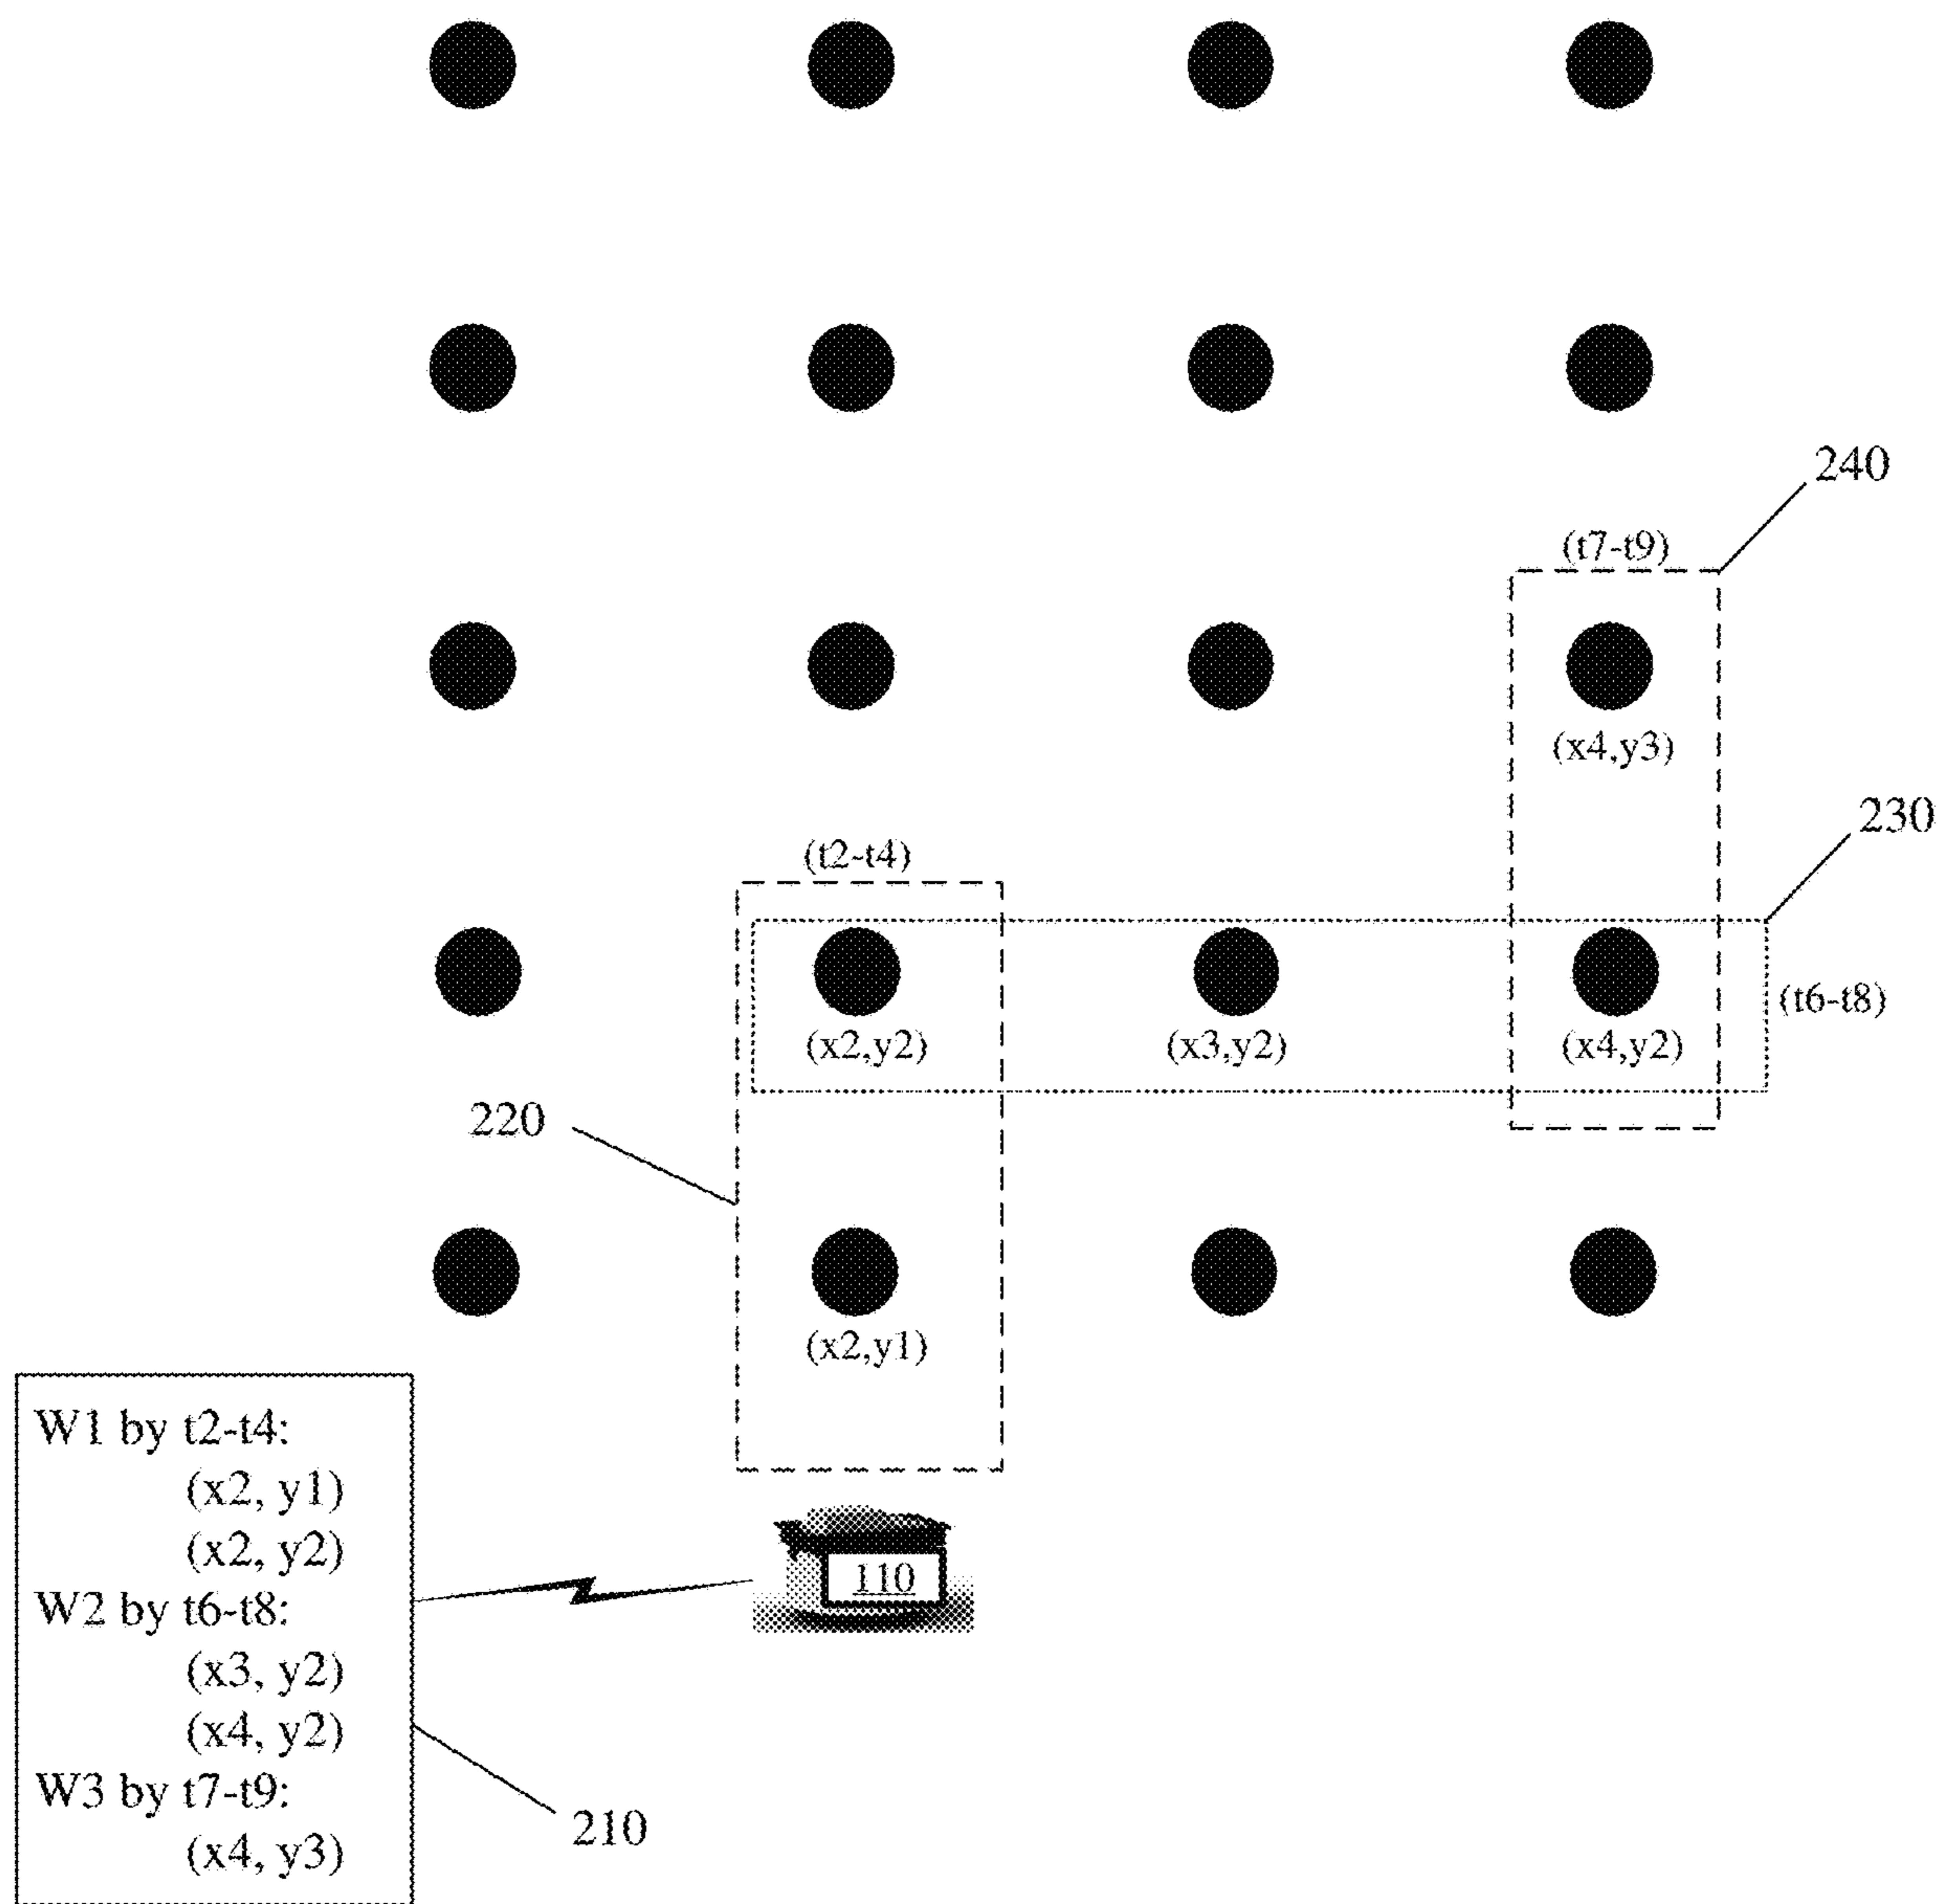 240
(t7-t9)
(x4,y3)
230
(t2-t4)
(t6-t8)
(x2,y2)
(x3,y2)
(x4,y2)
220
(x2,y1)
W1 by t2-t4:
(x2, y1)
(x2, y2)
W2 by t6-t8:
(x3, y2)
(x4, y2)
W3 by t7-t9:
(x4, y3)
110
210